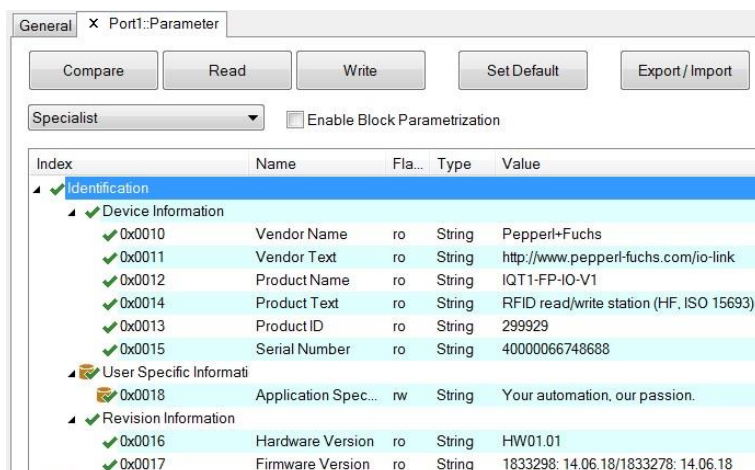 General X Port1::Parameter
Compare Read Write Set Default Export / Import
Specialist Enable Block Parametrization
Index Name Fla... Type Value
Identification
Device Information
0x0010 Vendor Name ro String Pepperl+Fuchs
0x0011 Vendor Text ro String http://www.pepperl-fuchs.com/io-link
0x0012 Product Name ro String IQT1-FP-IO-V1
0x0014 Product Text ro String RFID read/write station (HF, ISO 15693)
0x0013 Product ID ro String 299929
0x0015 Serial Number ro String 40000066748688
User Specific Informati
0x0018 Application Spec... rw String Your automation, our passion.
Revision Information
0x0016 Hardware Version ro String HW01.01
0x0017 Firmware Version ro String 1833298: 14.06.18/1833278: 14.06.18